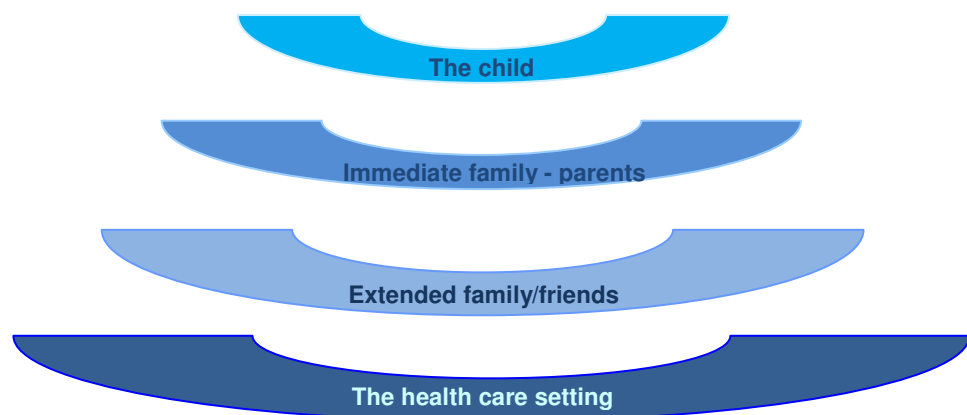 The child
Immediate family - parents
Extended family/friends
The health care setting